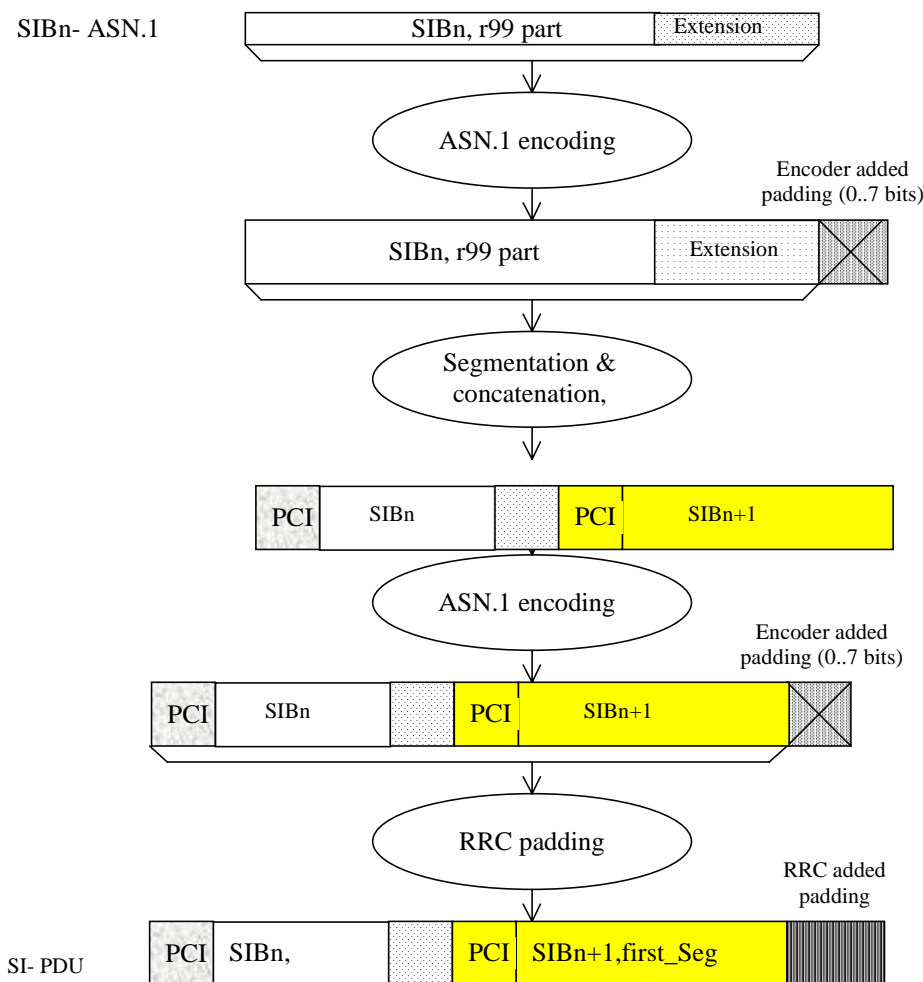 SIBn- ASN.1
SIBn, r99 part
Extension
ASN.1 encoding
Encoder added
padding (0..7 bits)
SIBn, r99 part
Extension
Segmentation &
concatenation,
PCI SIBn PCI SIBn+1
ASN.1 encoding
Encoder added
padding (0..7 bits)
PCI SIBn PCI SIBn+1
RRC padding
RRC added
padding
SI- PDU
PCI SIBn, PCI SIBn+1,first_Seg